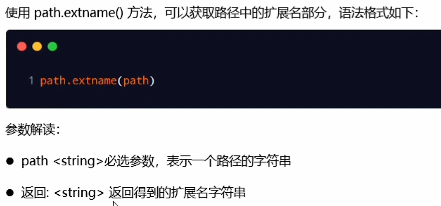 使用 path.extname() 方法，可以获取路径中的扩展名部分，语法格式如下：
1 path.extname(path)
参数解读：
● path <string>必选参数，表示一个路径的字符串
● 返回: <string> 返回得到的扩展名字符串